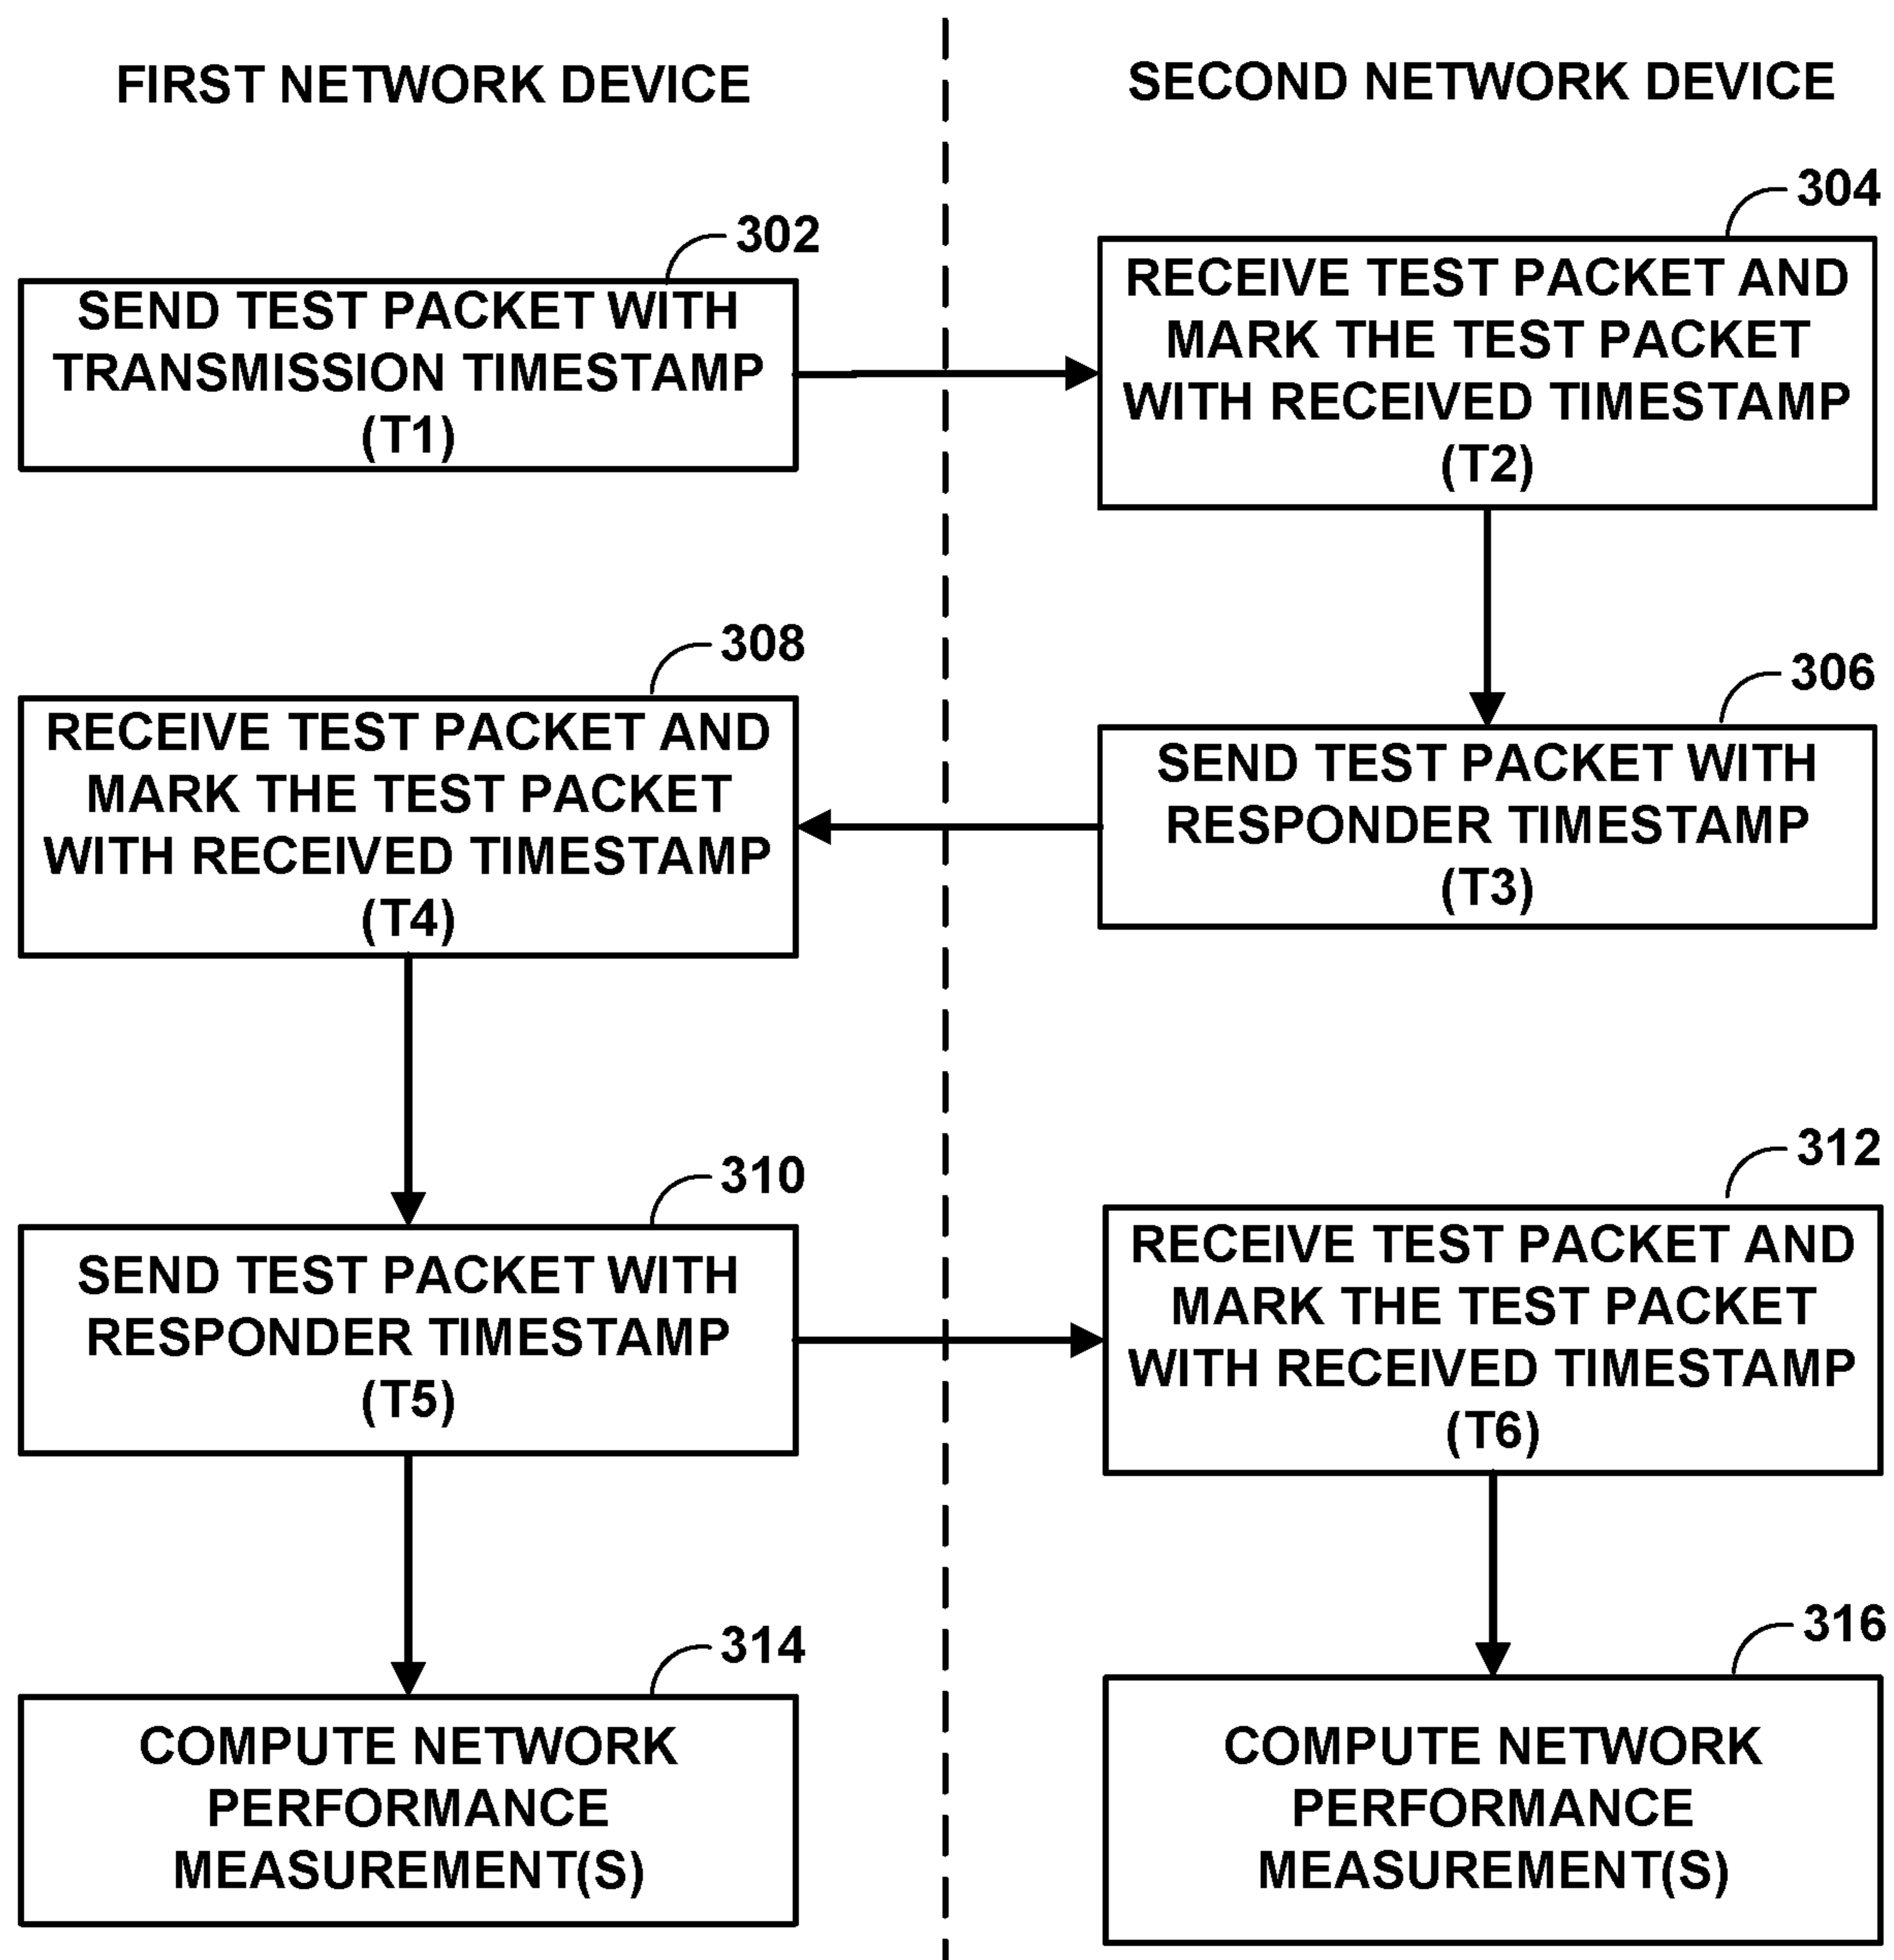 FIRST NETWORK DEVICE
SECOND NETWORK DEVICE
302
SEND TEST PACKET WITH
TRANSMISSION TIMESTAMP
(T1)
304
RECEIVE TEST PACKET AND
MARK THE TEST PACKET
WITH RECEIVED TIMESTAMP
(T2)
306
SEND TEST PACKET WITH
RESPONDER TIMESTAMP
(T3)
308
RECEIVE TEST PACKET AND
MARK THE TEST PACKET
WITH RECEIVED TIMESTAMP
(T4)
310
SEND TEST PACKET WITH
RESPONDER TIMESTAMP
(T5)
312
RECEIVE TEST PACKET AND
MARK THE TEST PACKET
WITH RECEIVED TIMESTAMP
(T6)
314
COMPUTE NETWORK
PERFORMANCE
MEASUREMENT(S)
316
COMPUTE NETWORK
PERFORMANCE
MEASUREMENT(S)